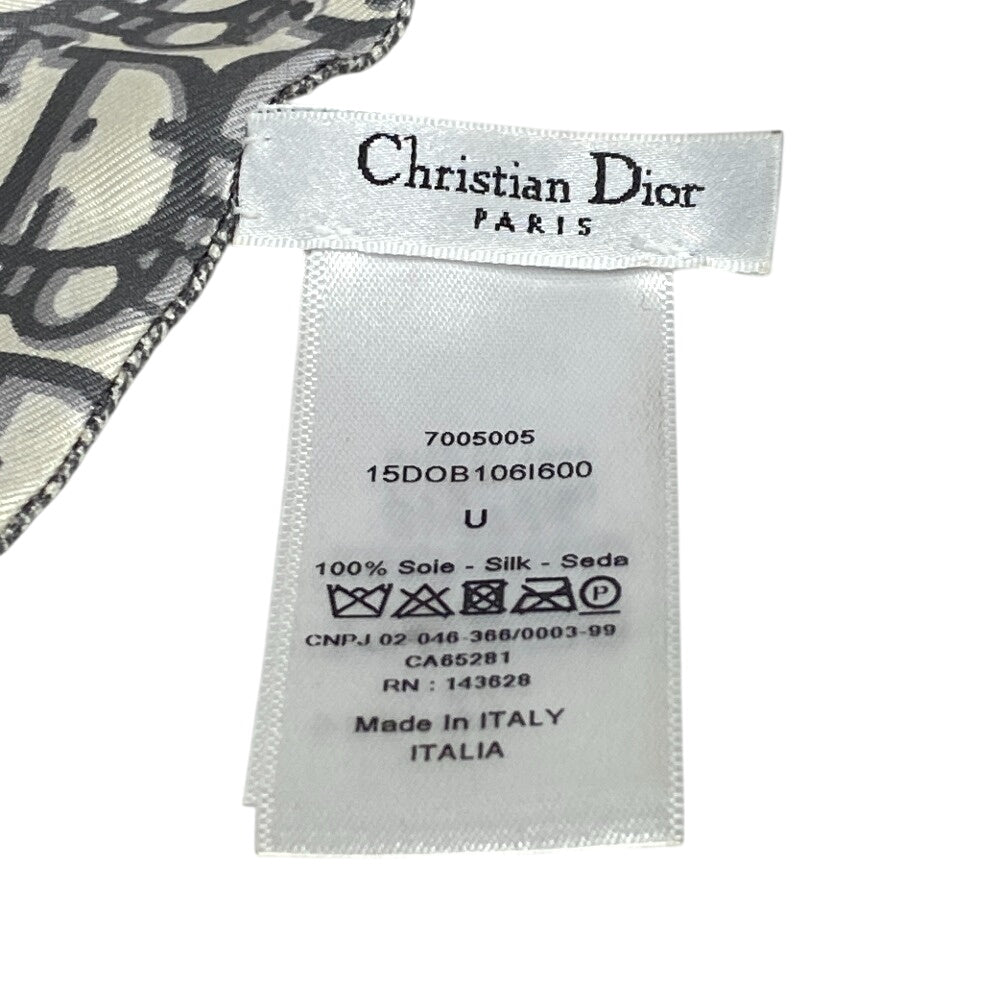 Christian Dior
PARIS
7005005
15DOB106I600
U
100% Soie - Silk - Seda
P
CNPJ 02-046-366/0003-99
CA65281
RN : 143628
Made In ITALY
ITALIA